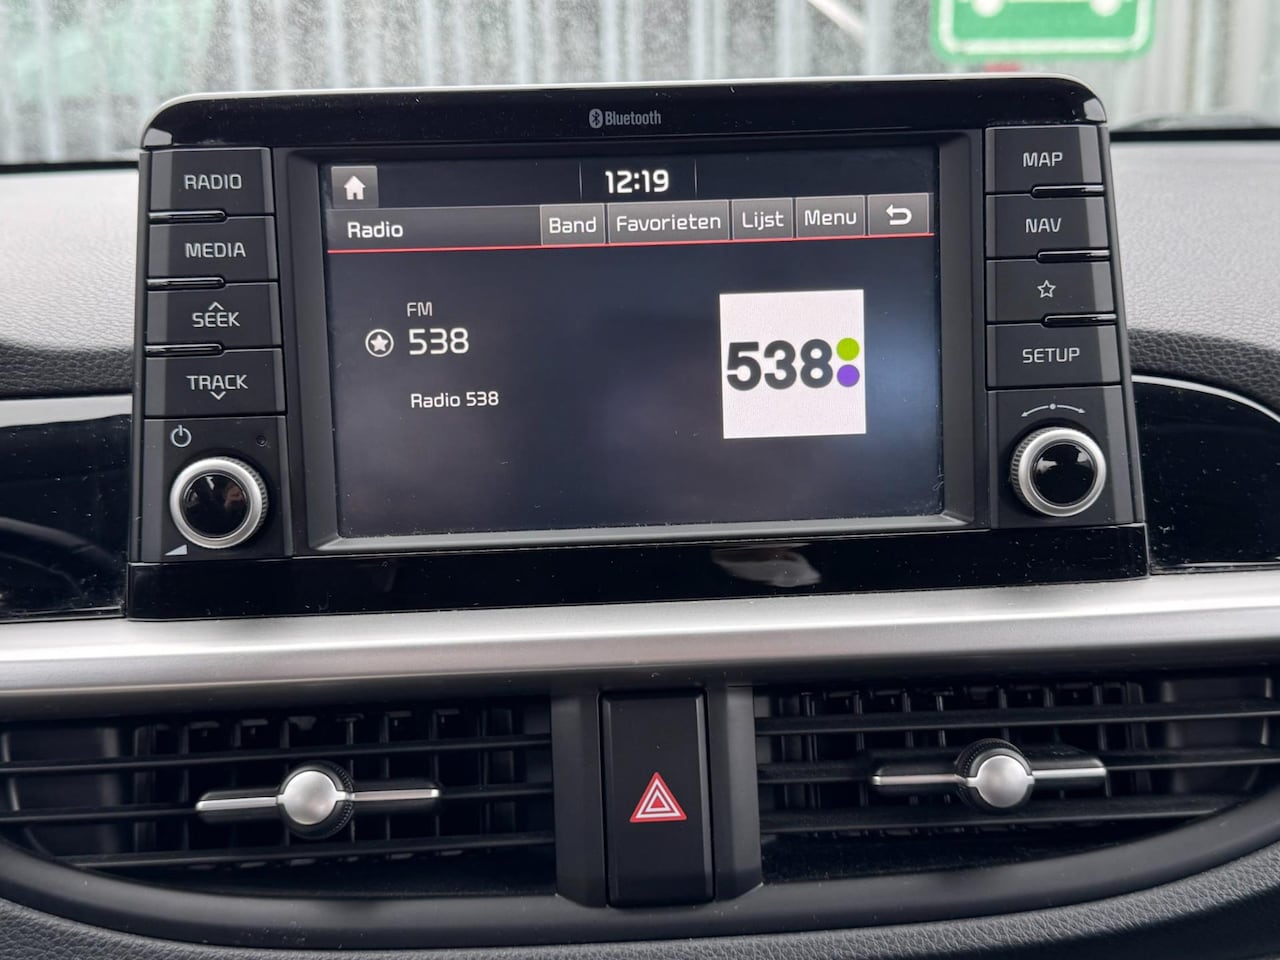 Bluetooth
RADIO
MEDIA
SEEK
TRACK
12:19
Radio
Band
Favorieten
Lijst
Menu
FM
538
Radio 538
538
MAP
NAV
SETUP